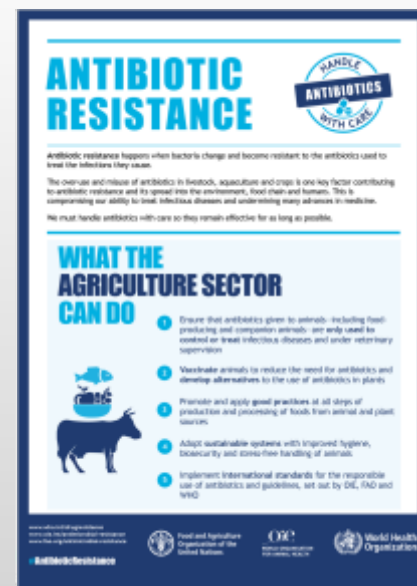 ANTIBIOTIC
RESISTANCE
HANDLE
ANTIBIOTICS
WITH CARE
Antibiotic resistance happens when bacteria change and become resistant to the antibiotics used to
treat the infections they cause.
The over-use and misuse of antibiotics in livestock, aquaculture and crops is one key factor contributing
to antibiotic resistance and its spread into the environment, food chain and humans. This is
compromising our ability to treat infectious diseases and undermining many advances in medicine.
We must handle antibiotics with care so they remain effective for as long as possible.
WHAT THE
AGRICULTURE SECTOR
CAN DO
1 Ensure that antibiotics given to animals -including food-
producing and companion animals- are only used to
control or treat infectious diseases and under veterinary
supervision
2 Vaccinate animals to reduce the need for antibiotics and
develop alternatives to the use of antibiotics in plants
3 Promote and apply good practices at all steps of
production and processing of foods from animal and plant
sources
4 Adopt sustainable systems with improved hygiene,
biosecurity and stress-free handling of animals
5 Implement international standards for the responsible
use of antibiotics and guidelines, set out by OIE, FAO and
WHO
#AntibioticResistance
Food and Agriculture
Organization of the
United Nations
OIE
WORLD ORGANISATION
FOR ANIMAL HEALTH
World Health
Organization